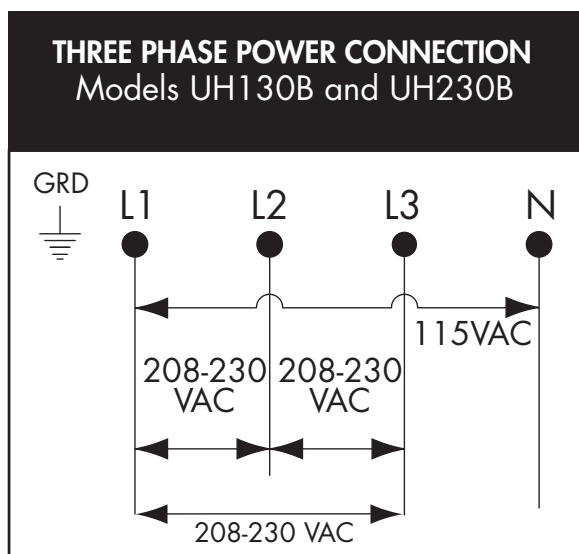 THREE PHASE POWER CONNECTION
Models UH130B and UH230B
GRD
L1 L2 L3 N
115VAC
208-230 208-230
VAC VAC
208-230 VAC